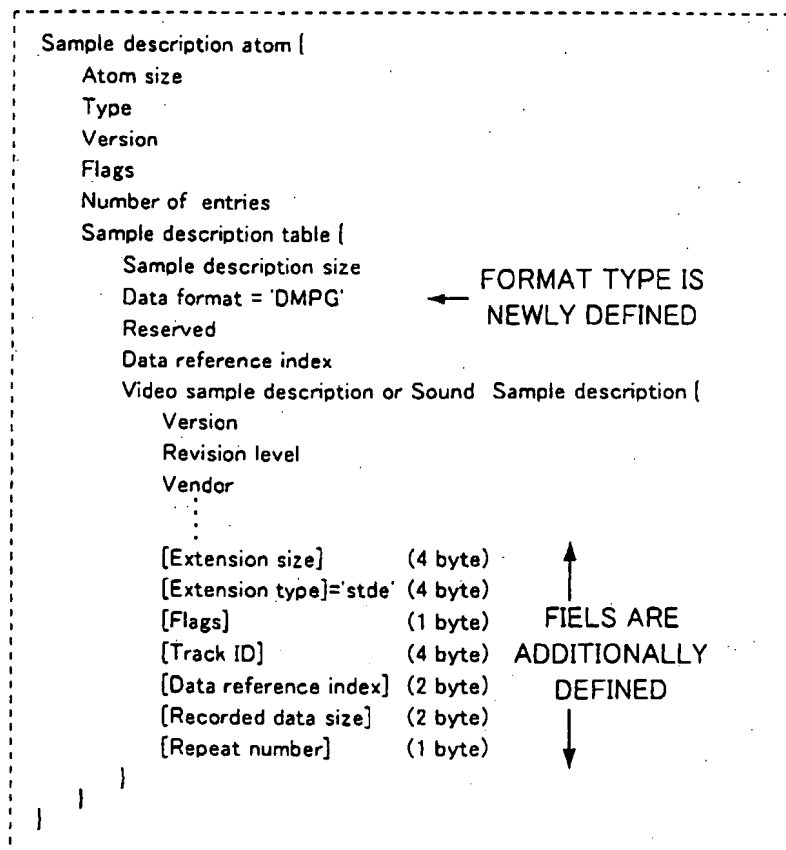 Sample description atom {
Atom size
Type
Version
Flags
Number of entries
Sample description table {
Sample description size
Data format = 'DMPG'
FORMAT TYPE IS
NEWLY DEFINED
Reserved
Data reference index
Video sample description or Sound Sample description {
Version
Revision level
Vendor
[Extension size] (4 byte)
[Extension type]='stde' (4 byte)
[Flags] (1 byte)
[Track ID] (4 byte)
[Data reference index] (2 byte)
[Recorded data size] (2 byte)
[Repeat number] (1 byte)
FIELS ARE
ADDITIONALLY
DEFINED
}
}
}